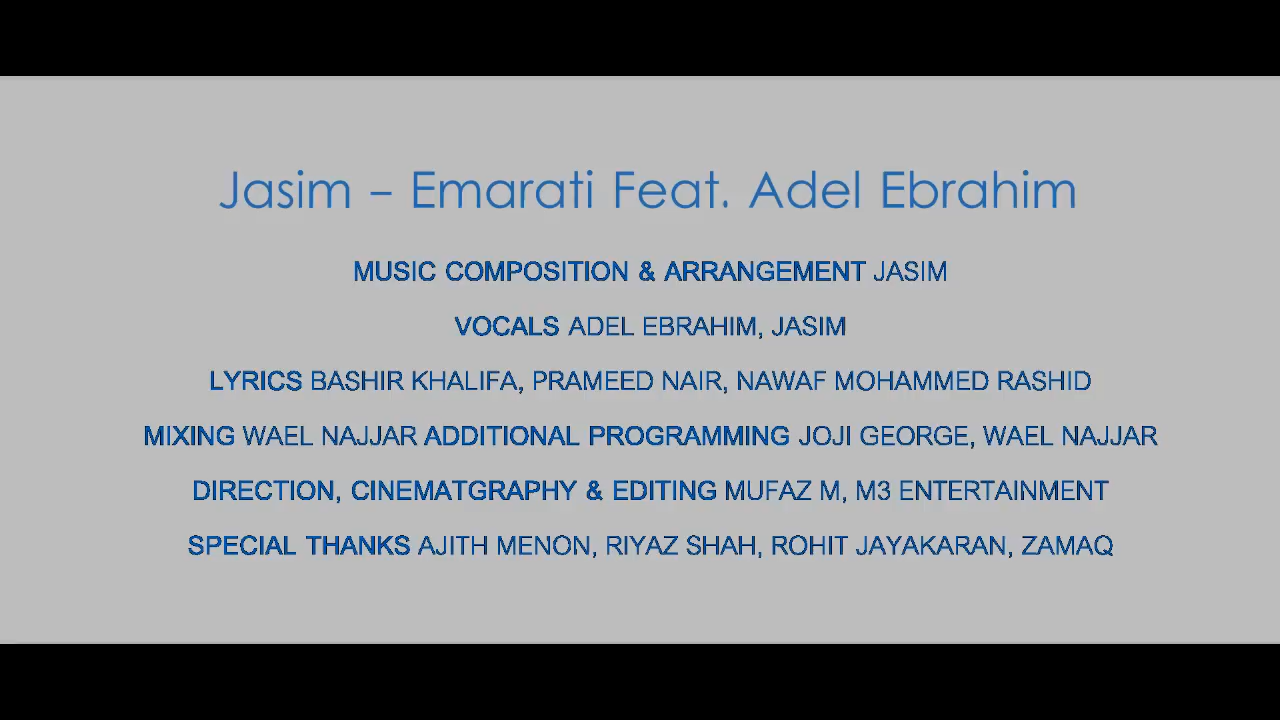 Jasim – Emarati Feat. Adel Ebrahim
MUSIC COMPOSITION & ARRANGEMENT JASIM
VOCALS ADEL EBRAHIM, JASIM
LYRICS BASHIR KHALIFA, PRAMEED NAIR, NAWAF MOHAMMED RASHID
MIXING WAEL NAJJAR ADDITIONAL PROGRAMMING JOJI GEORGE, WAEL NAJJAR
DIRECTION, CINEMATGRAPHY & EDITING MUFAZ M, M3 ENTERTAINMENT
SPECIAL THANKS AJITH MENON, RIYAZ SHAH, ROHIT JAYAKARAN, ZAMAQ